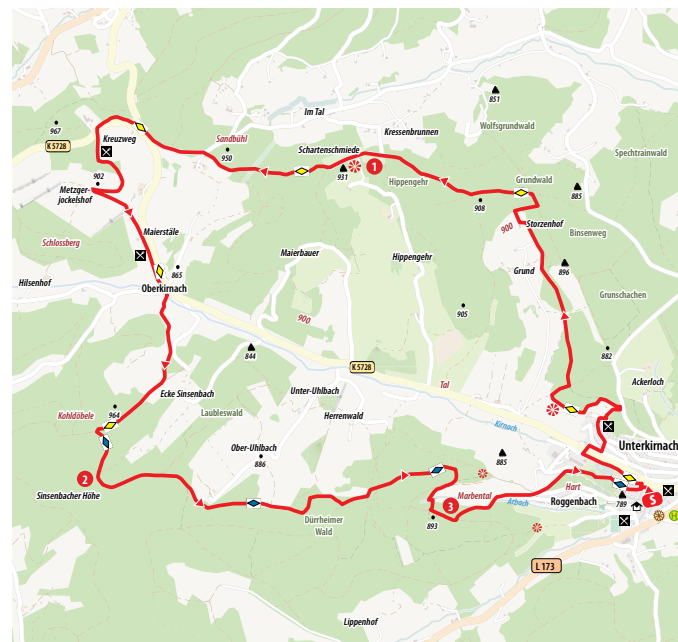 851
Im Tal
Kressenbrunnen
Wolfsgrundwald
967
Kreuzweg
Sandbühl
K 5728
950
Schartenschmiede
1
931
Spechtrainwald
902
Metzger-
jockelshof
Hippengehr
Grundwald
885
908
Maierstäle
900
Storzenhof
Binsenweg
Schlossberg
Maierbauer
Hippengehr
Hilsenhof
865
Oberkirnach
Grund
896
Grunschachen
905
900
844
882
K 5728
Ecke Sinsenbach
Unter-Uhlbach
Tal
Ackerloch
Kohldöbele
964
Laubleswald
Herrenwald
Kirnach
Unterkirnach
Ober-Uhlbach
886
885
2
Sinsenbacher Höhe
Marbental
Hart
3
Arbach
Roggenbach
789
S
H
Dürrheimer
Wald
893
L 173
Lippenhof